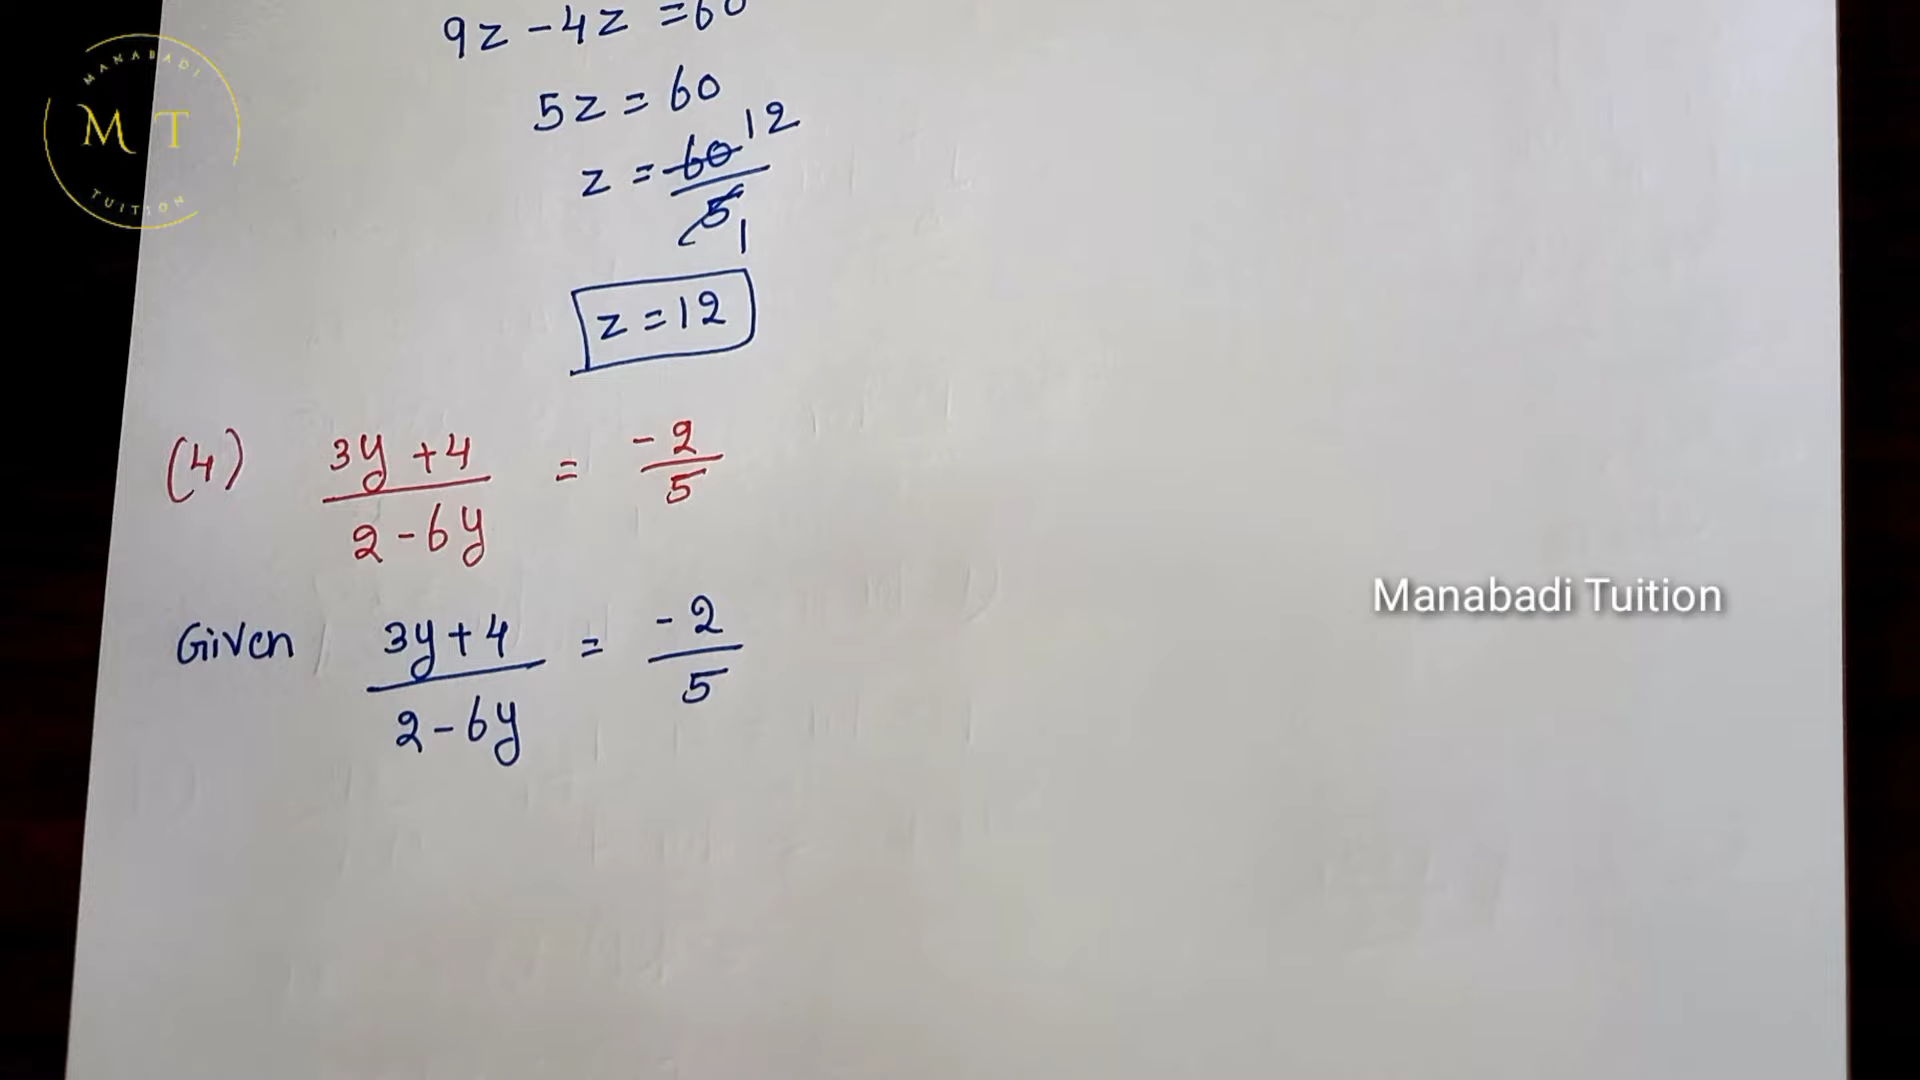 9z - 4z = 60
MANABADI
MT
TUITION
5z = 60
z = 60/5 12 1
z = 12
(4) 3y + 4 / 2 - 6y = -2/5
Given 3y + 4 / 2 - 6y = -2/5
Manabadi Tuition